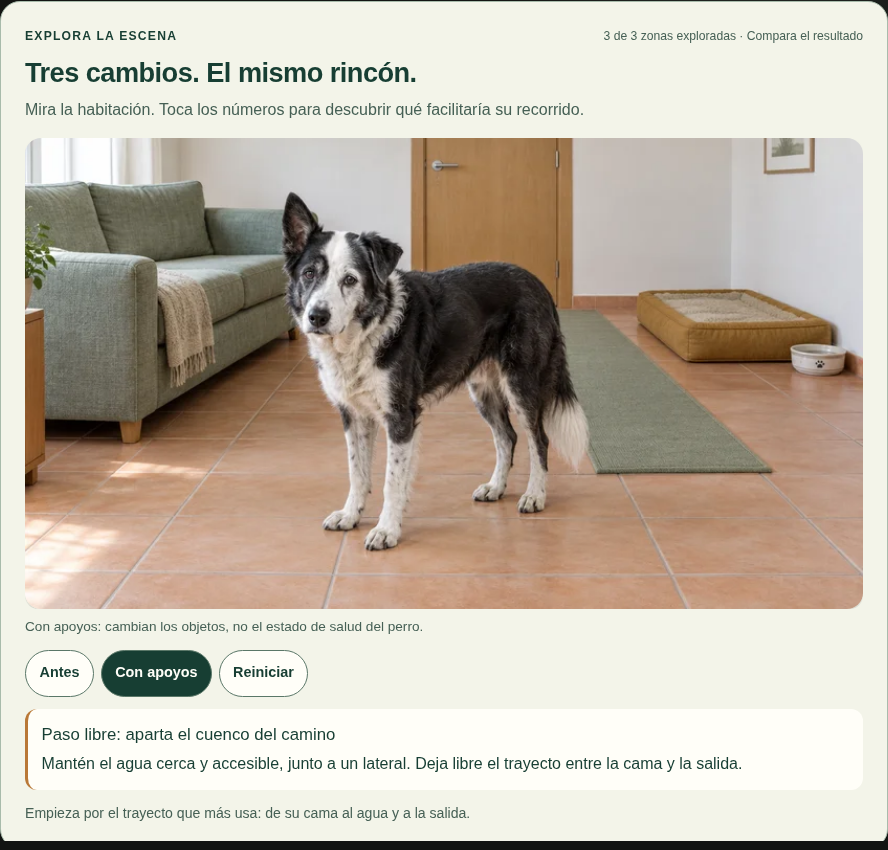 EXPLORA LA ESCENA
3 de 3 zonas exploradas · Compara el resultado
Tres cambios. El mismo rincón.
Mira la habitación. Toca los números para descubrir qué facilitaría su recorrido.
Con apoyos: cambian los objetos, no el estado de salud del perro.
Antes
Con apoyos
Reiniciar
Paso libre: aparta el cuenco del camino
Mantén el agua cerca y accesible, junto a un lateral. Deja libre el trayecto entre la cama y la salida.
Empieza por el trayecto que más usa: de su cama al agua y a la salida.